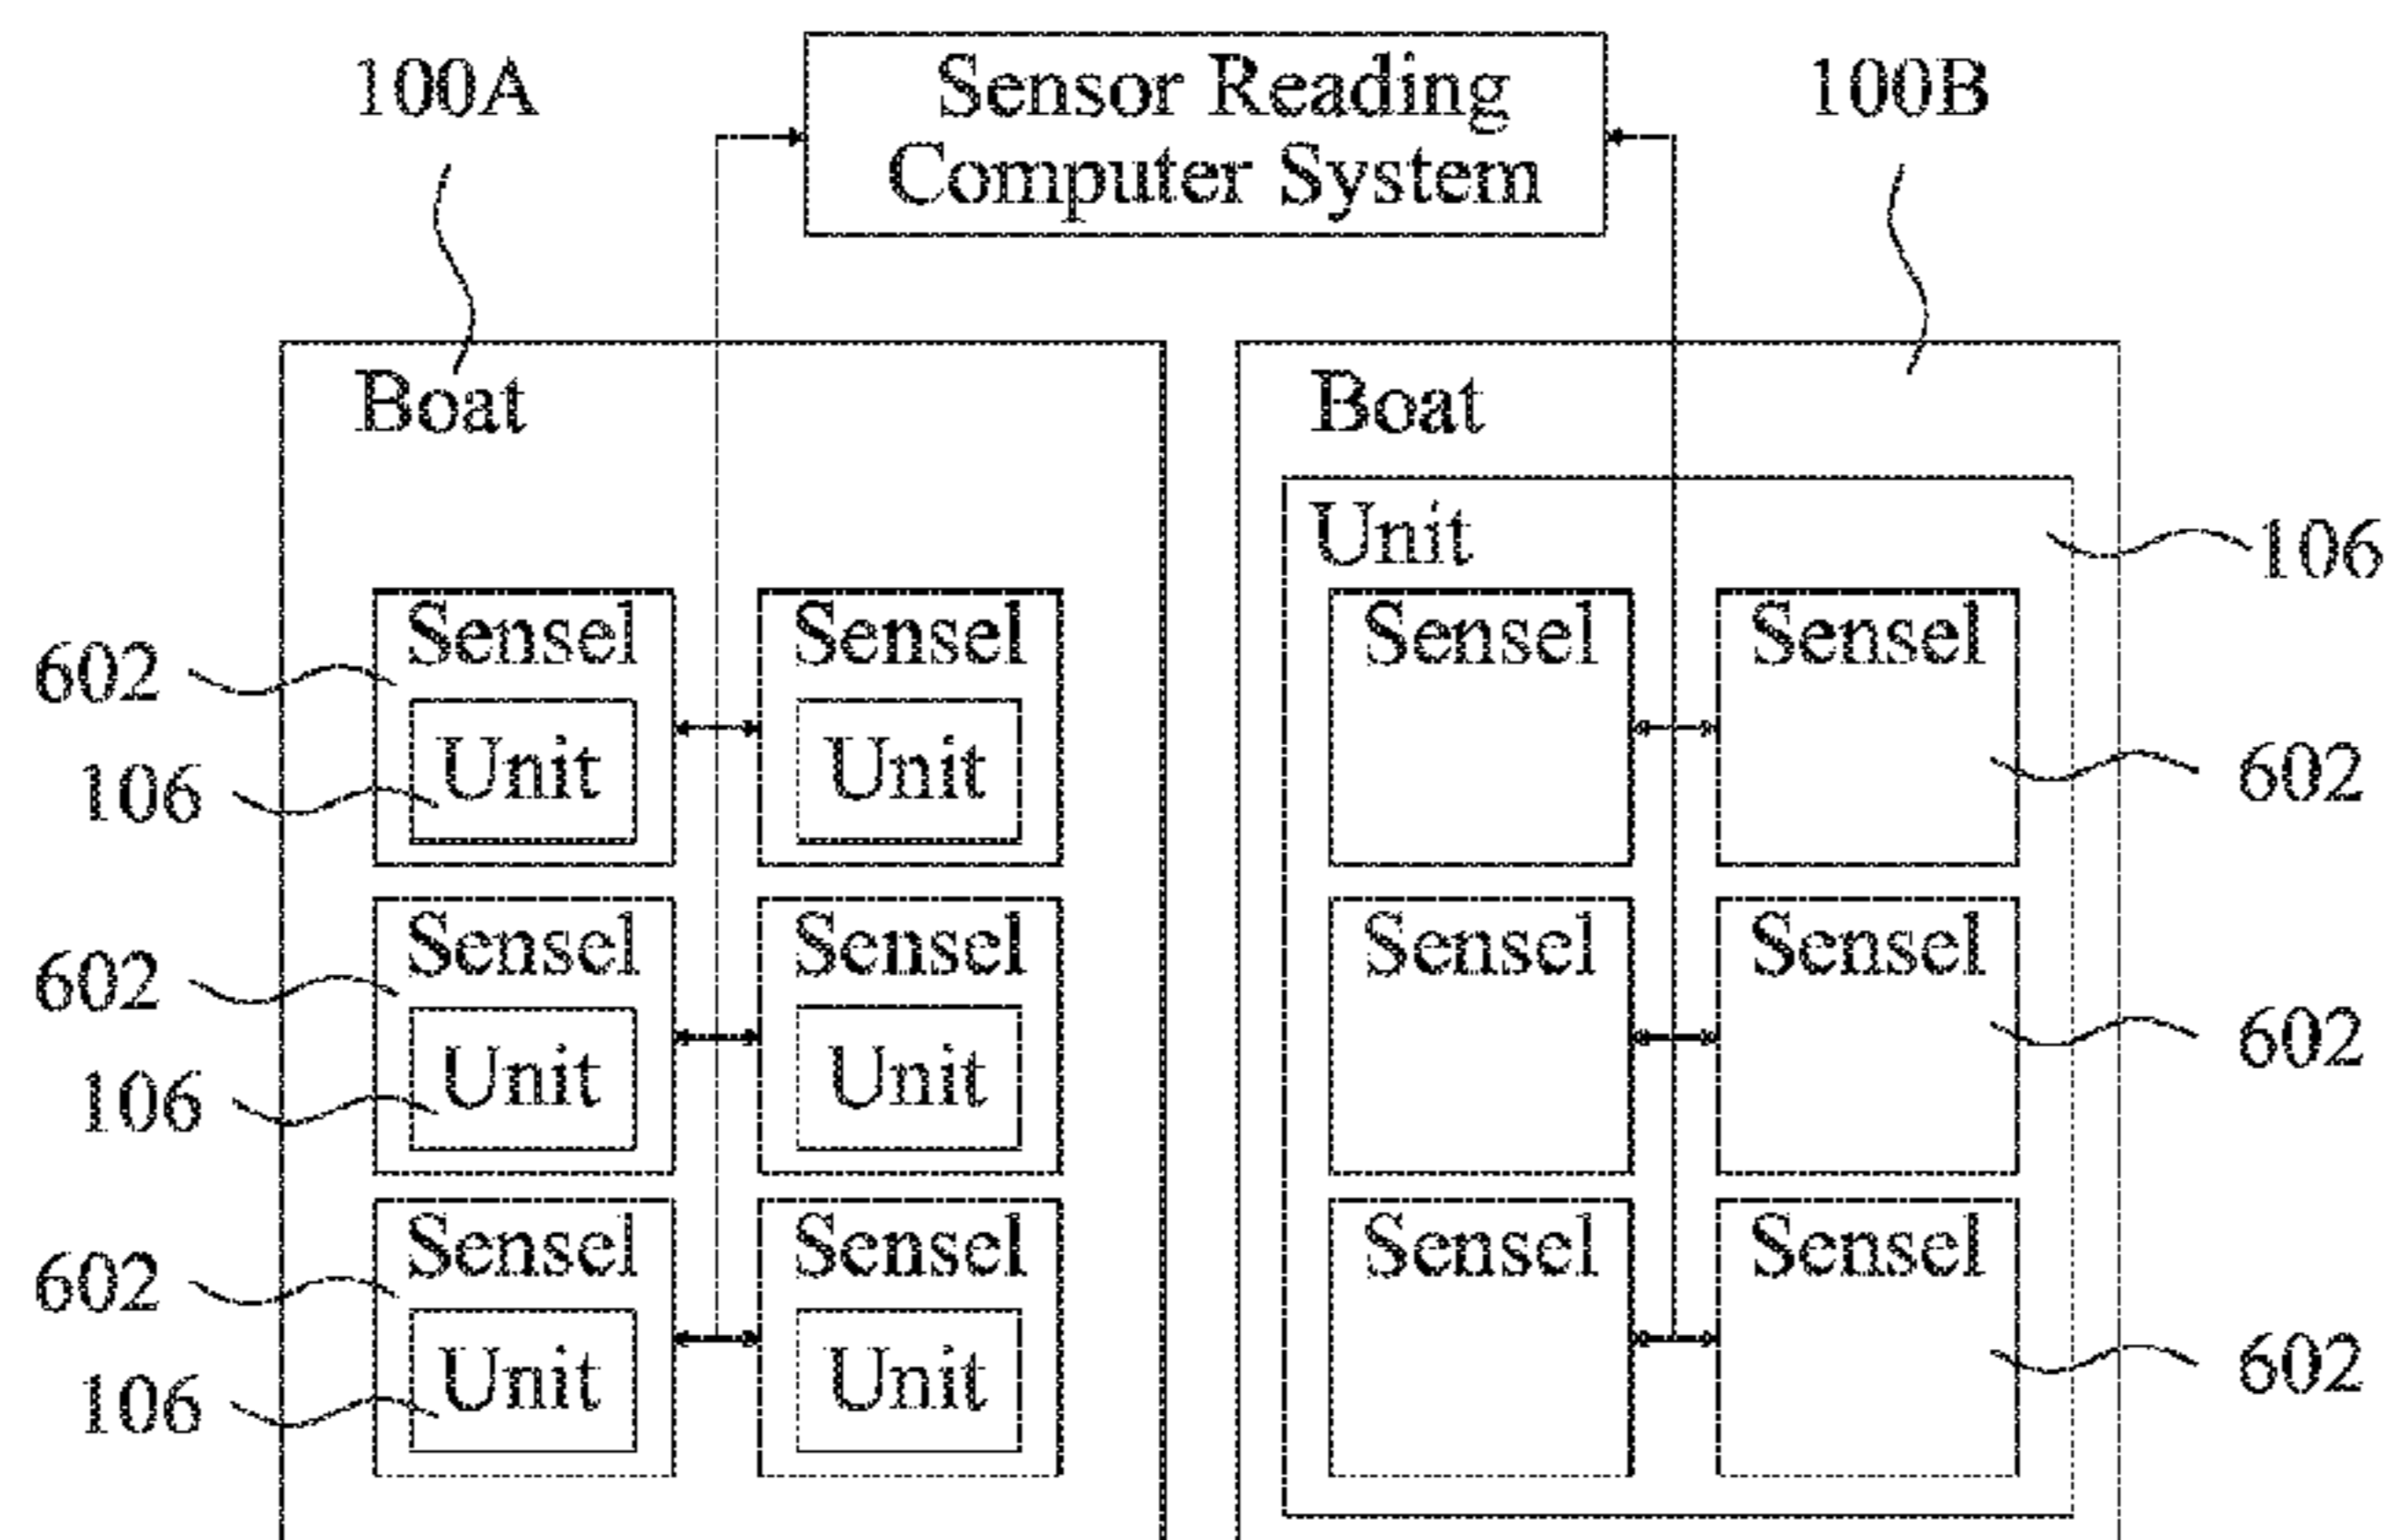 100A
Sensor Reading
Computer System
100B
Boat
Boat
Unit
106
Sensel
Sensel
Sensel
Sensel
602
Unit
Unit
602
106
Sensel
Sensel
Sensel
Sensel
602
Unit
Unit
602
106
Sensel
Sensel
Sensel
Sensel
602
Unit
Unit
602
106